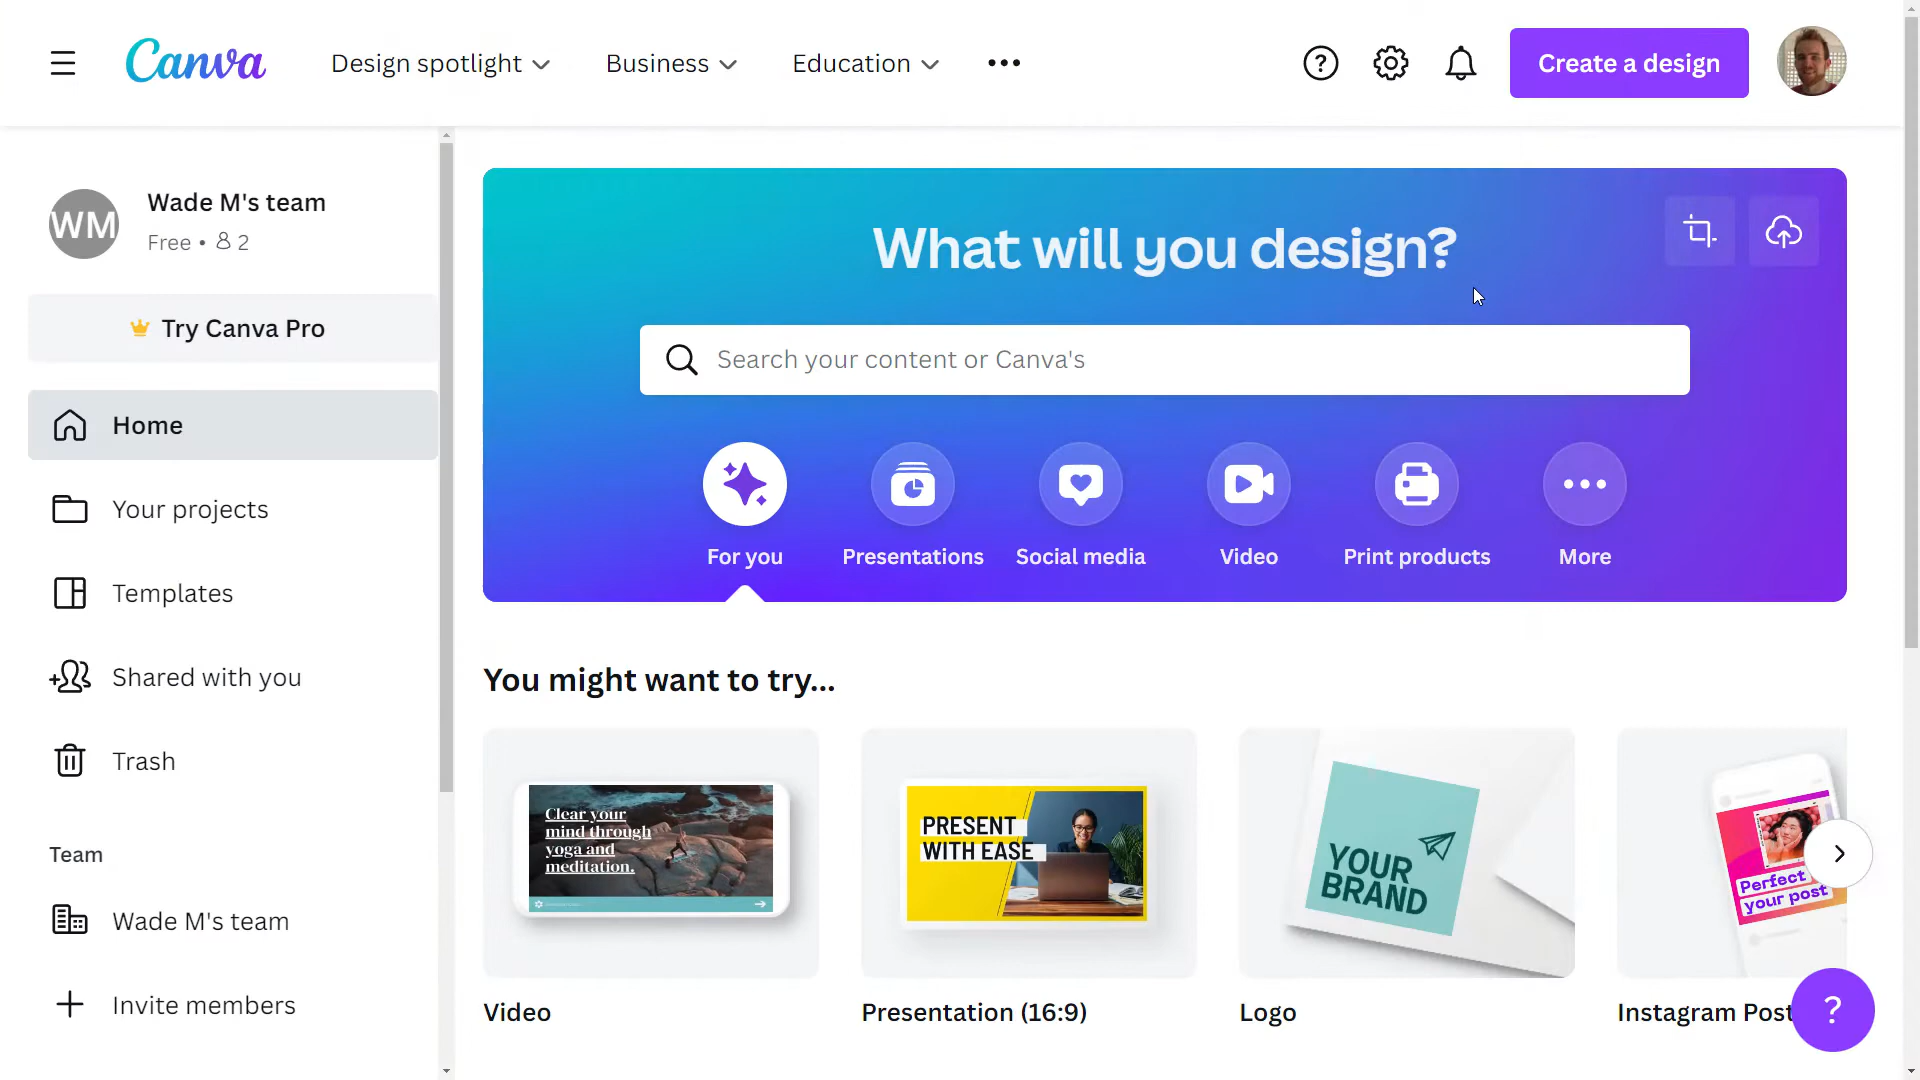 Canva
Design spotlight
Business
Education
Create a design
WM
Wade M's team
Free • 2
Try Canva Pro
Home
Your projects
Templates
Shared with you
Trash
Team
Wade M's team
Invite members
What will you design?
Search your content or Canva's
For you
Presentations
Social media
Video
Print products
More
You might want to try...
Clear your
mind through
yoga and
meditation.
Video
PRESENT
WITH EASE
Presentation (16:9)
YOUR
BRAND
Logo
Perfect
your post
Instagram Post
?